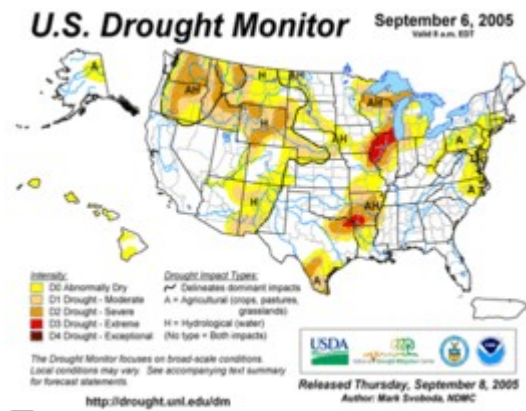 U.S. Drought Monitor
September 6, 2005
Valid 8 a.m. EDT
A
AH
H
AH
H
AH
H
A
A
H
AH
A
Intensity:
D0 Abnormally Dry
D1 Drought - Moderate
D2 Drought - Severe
D3 Drought - Extreme
D4 Drought - Exceptional
Drought Impact Types:
Delineates dominant impacts
A = Agricultural (crops, pastures,
grasslands)
H = Hydrological (water)
(No type = Both impacts)
The Drought Monitor focuses on broad-scale conditions.
Local conditions may vary. See accompanying text summary
for forecast statements.
http://drought.unl.edu/dm
USDA
Released Thursday, September 8, 2005
Author: Mark Svoboda, NDMC